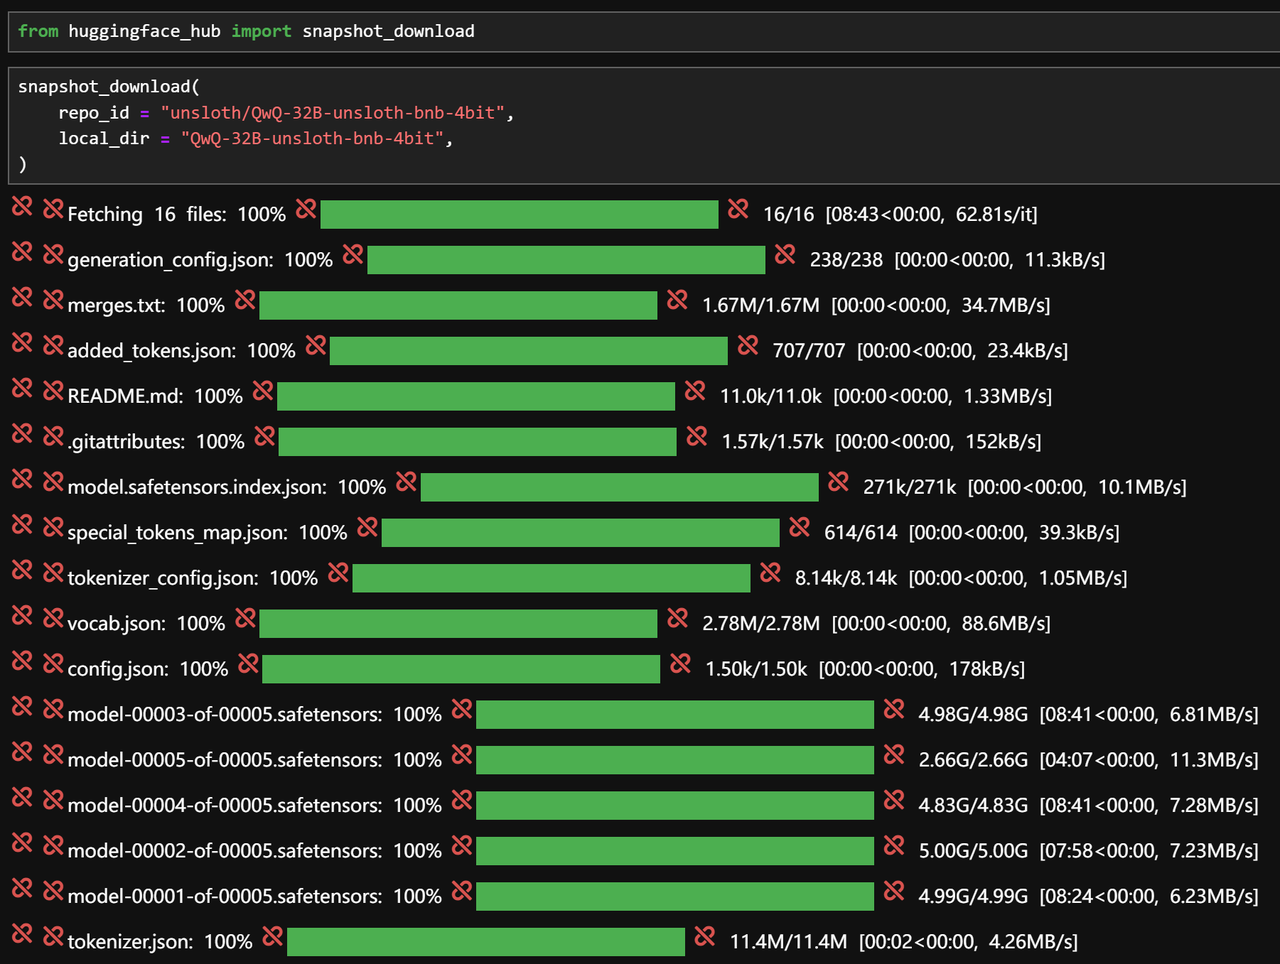 from huggingface_hub import snapshot_download
snapshot_download(
    repo_id = "unsloth/QwQ-32B-unsloth-bnb-4bit",
    local_dir = "QwQ-32B-unsloth-bnb-4bit",
)
Fetching 16 files: 100% 16/16 [08:43<00:00, 62.81s/it]
generation_config.json: 100% 238/238 [00:00<00:00, 11.3kB/s]
merges.txt: 100% 1.67M/1.67M [00:00<00:00, 34.7MB/s]
added_tokens.json: 100% 707/707 [00:00<00:00, 23.4kB/s]
README.md: 100% 11.0k/11.0k [00:00<00:00, 1.33MB/s]
.gitattributes: 100% 1.57k/1.57k [00:00<00:00, 152kB/s]
model.safetensors.index.json: 100% 271k/271k [00:00<00:00, 10.1MB/s]
special_tokens_map.json: 100% 614/614 [00:00<00:00, 39.3kB/s]
tokenizer_config.json: 100% 8.14k/8.14k [00:00<00:00, 1.05MB/s]
vocab.json: 100% 2.78M/2.78M [00:00<00:00, 88.6MB/s]
config.json: 100% 1.50k/1.50k [00:00<00:00, 178kB/s]
model-00003-of-00005.safetensors: 100% 4.98G/4.98G [08:41<00:00, 6.81MB/s]
model-00005-of-00005.safetensors: 100% 2.66G/2.66G [04:07<00:00, 11.3MB/s]
model-00004-of-00005.safetensors: 100% 4.83G/4.83G [08:41<00:00, 7.28MB/s]
model-00002-of-00005.safetensors: 100% 5.00G/5.00G [07:58<00:00, 7.23MB/s]
model-00001-of-00005.safetensors: 100% 4.99G/4.99G [08:24<00:00, 6.23MB/s]
tokenizer.json: 100% 11.4M/11.4M [00:02<00:00, 4.26MB/s]